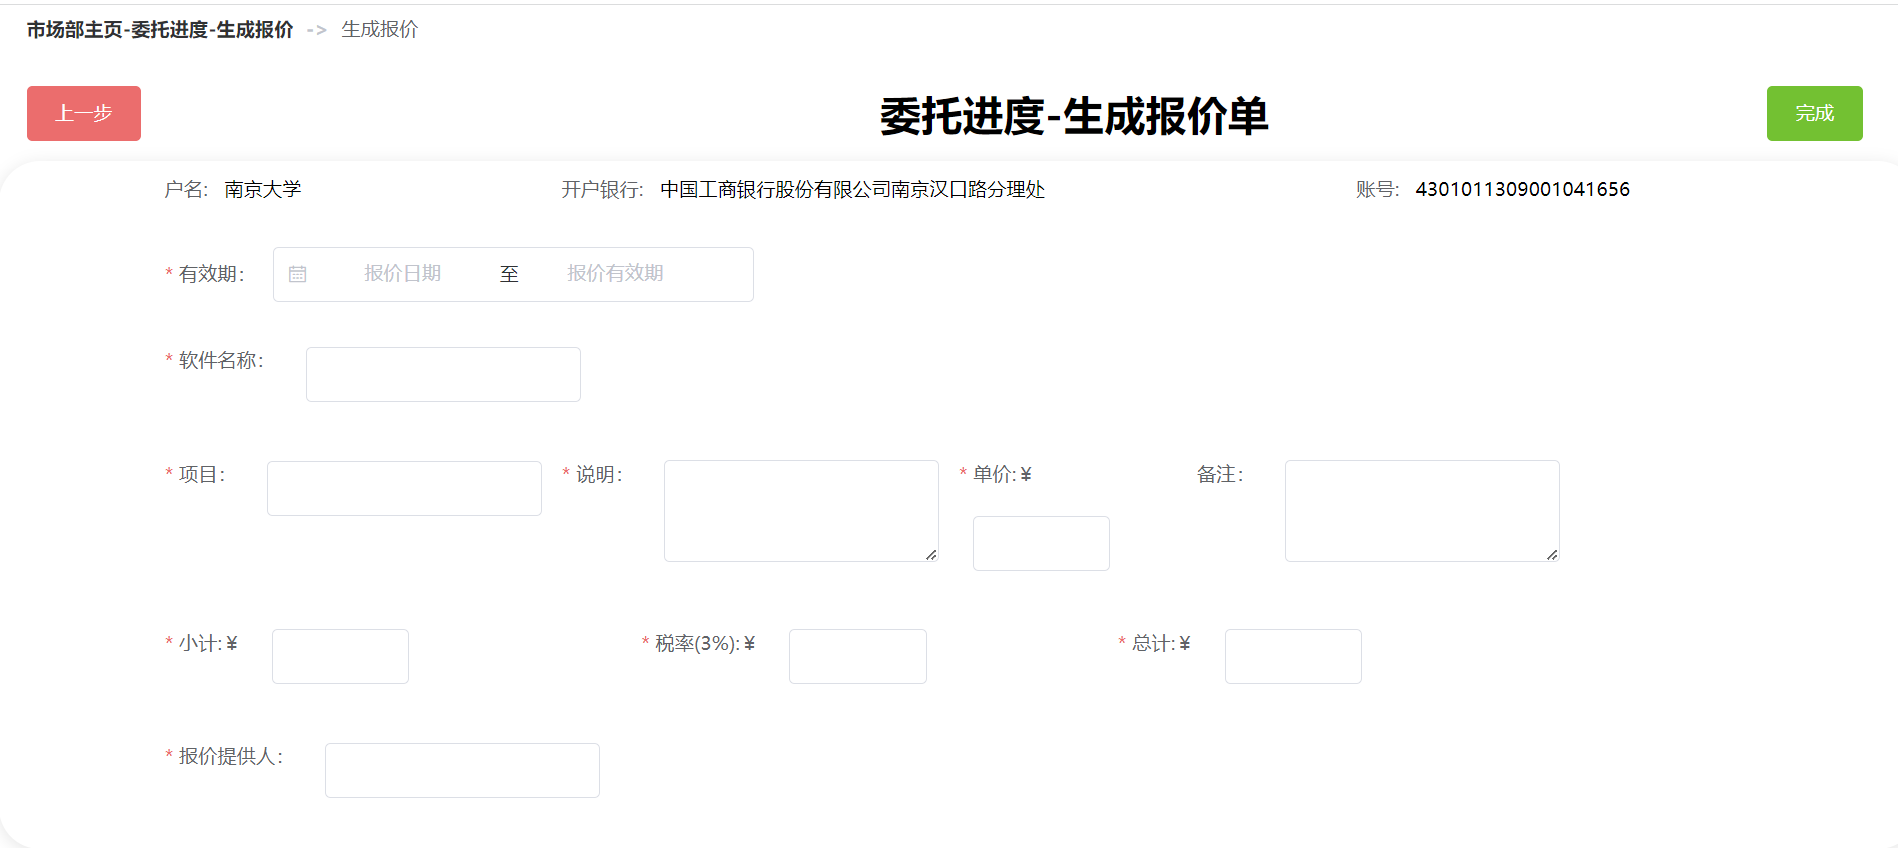 市场部主页-委托进度-生成报价 -> 生成报价
上一步 委托进度-生成报价单 完成
户名: 南京大学 开户银行: 中国工商银行股份有限公司南京汉口路分理处 账号: 4301011309001041656
* 有效期: 报价日期 至 报价有效期
* 软件名称:
* 项目: * 说明: * 单价: ¥ 备注:
* 小计: ¥ * 税率(3%): ¥ * 总计: ¥
* 报价提供人: